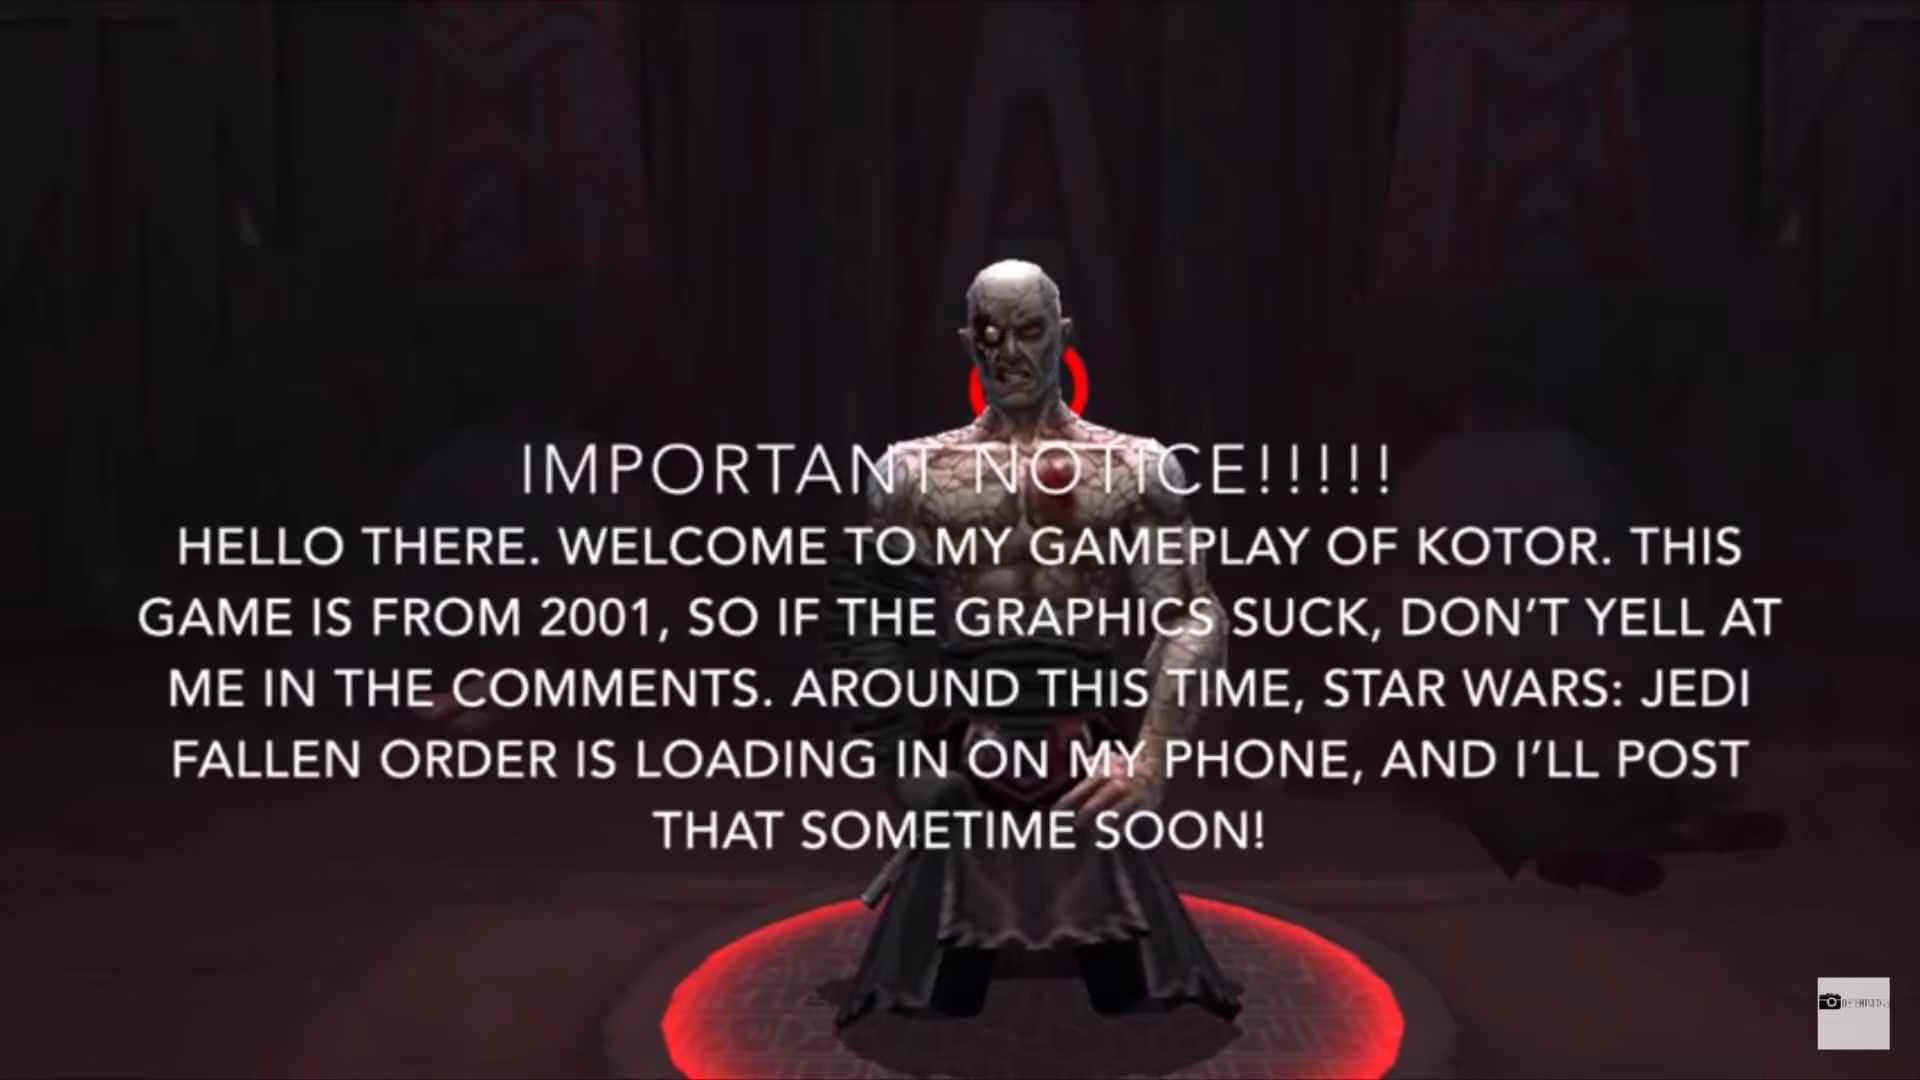 IMPORTANT NOTICE!!!!!
HELLO THERE. WELCOME TO MY GAMEPLAY OF KOTOR. THIS
GAME IS FROM 2001, SO IF THE GRAPHICS SUCK, DON'T YELL AT
ME IN THE COMMENTS. AROUND THIS TIME, STAR WARS: JEDI
FALLEN ORDER IS LOADING IN ON MY PHONE, AND I'LL POST
THAT SOMETIME SOON!